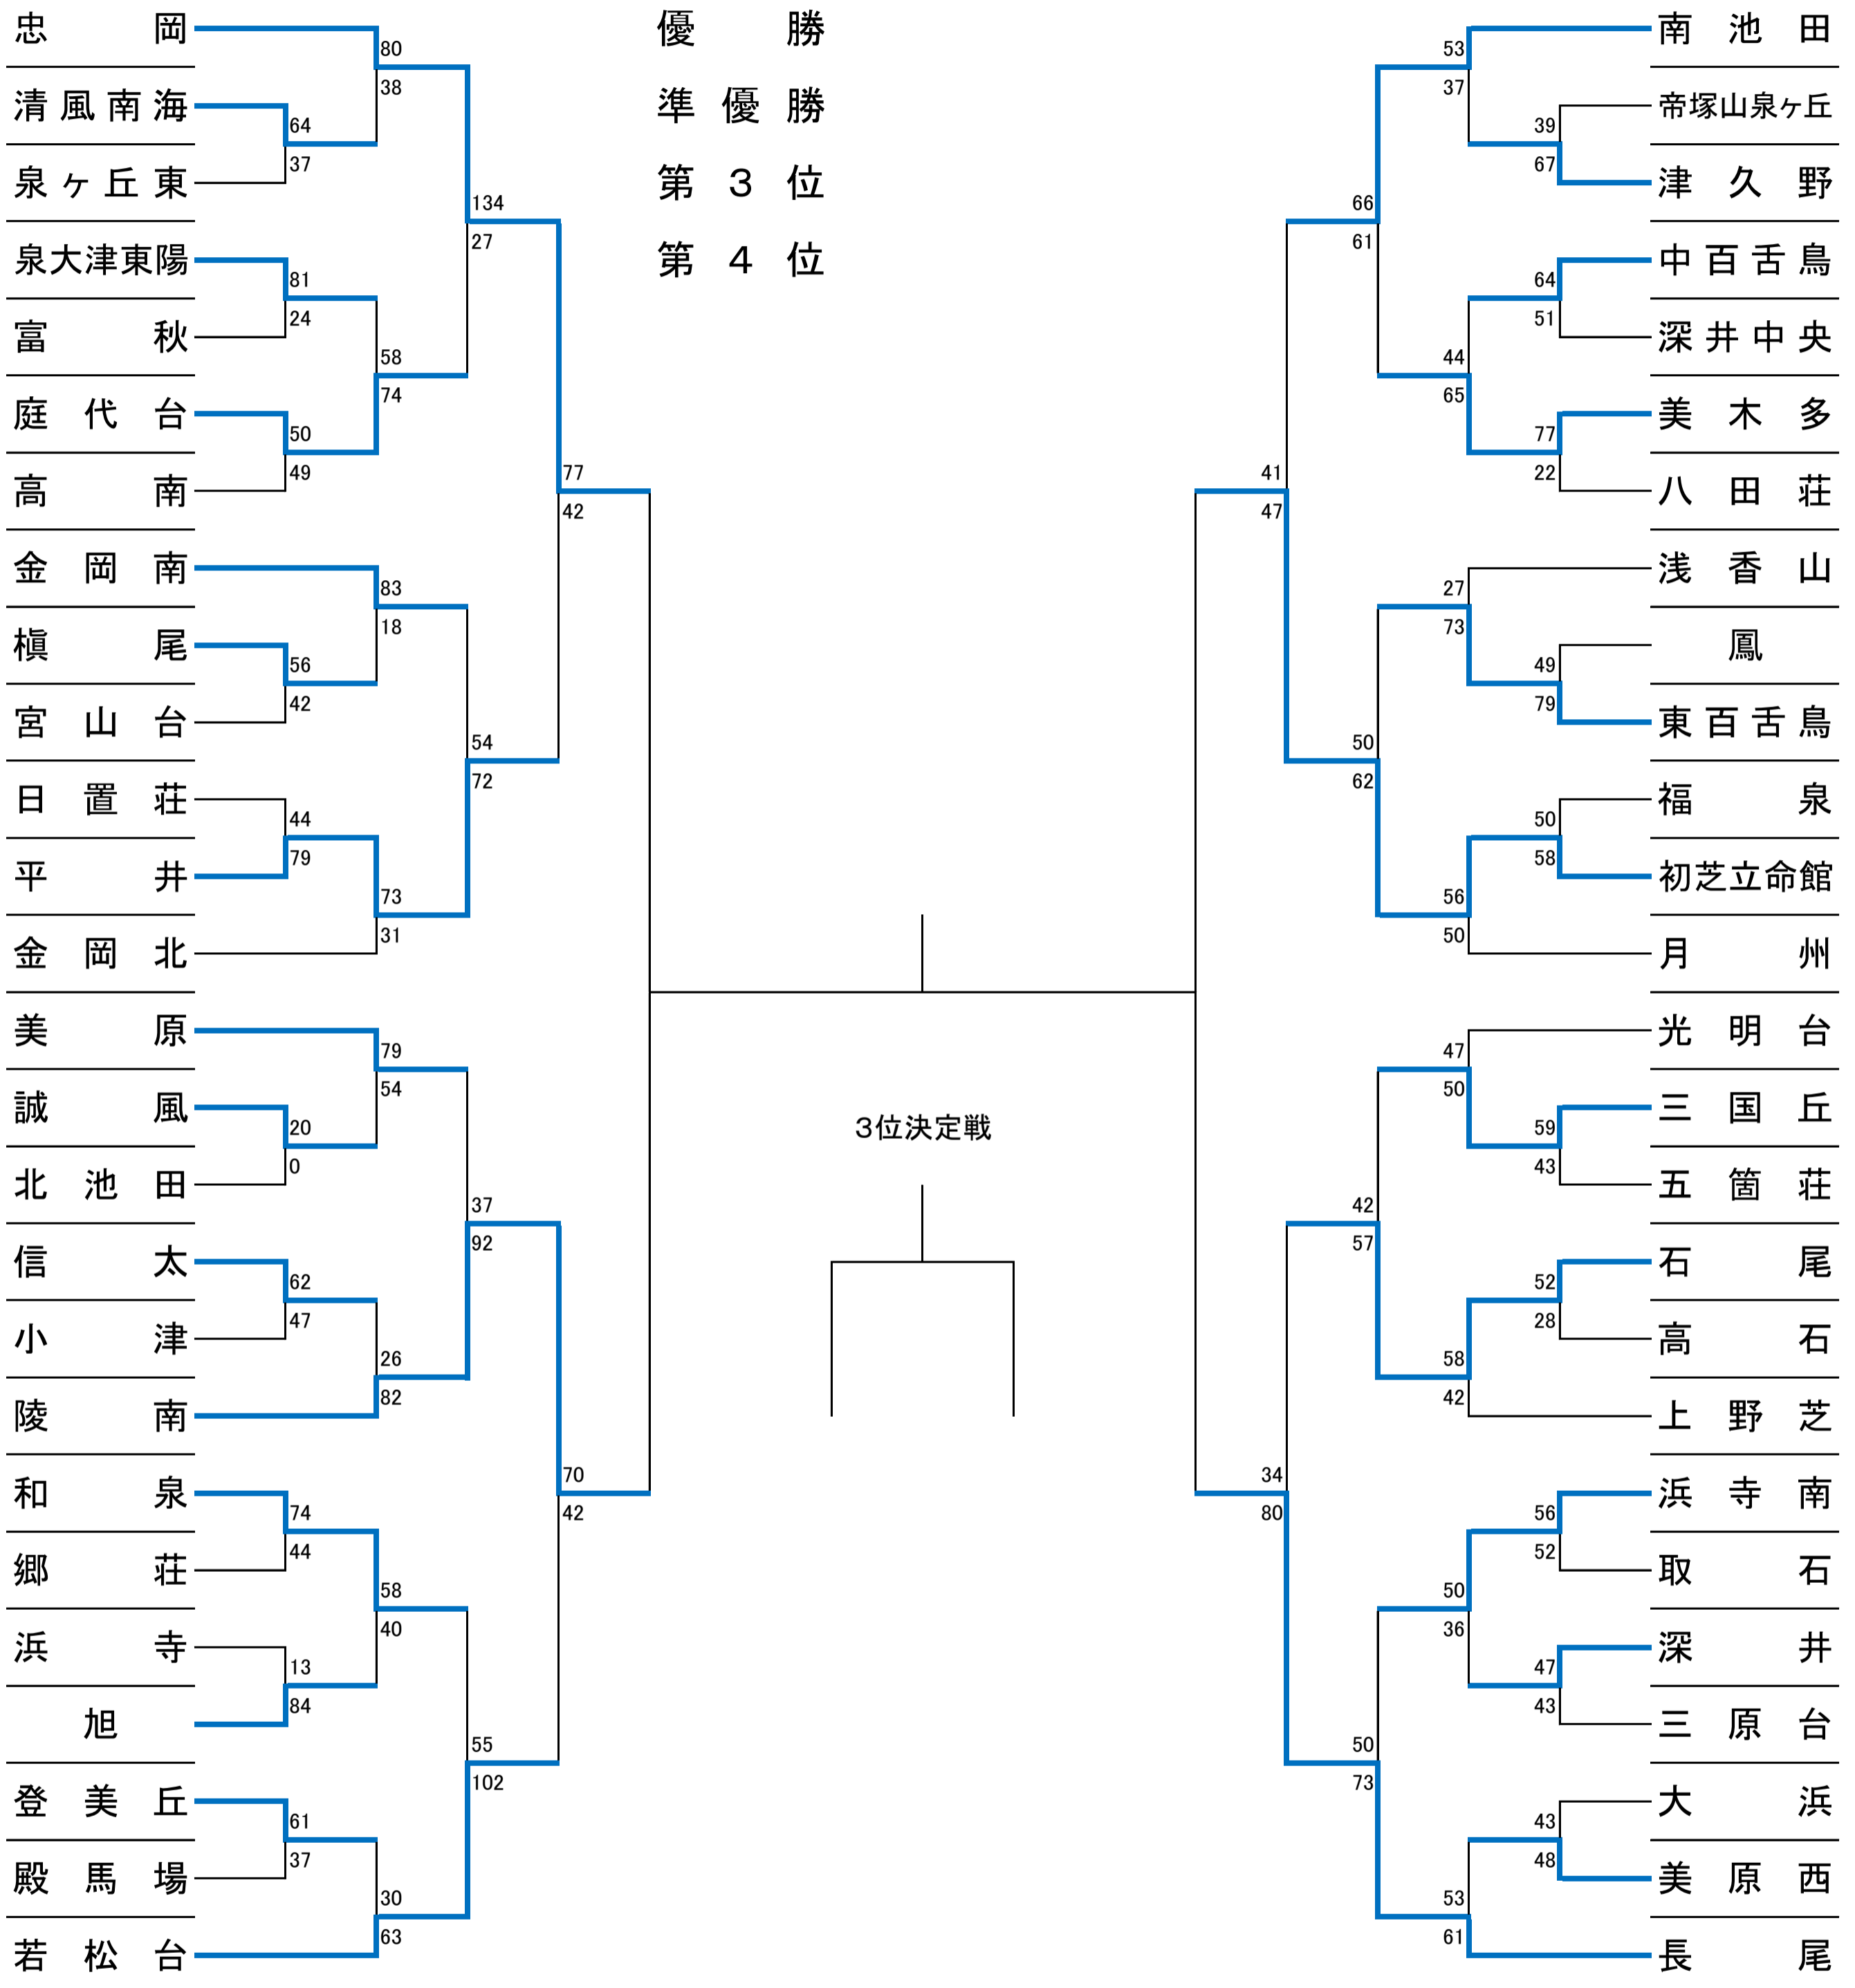 忠岡
清風南海
泉ヶ丘東
泉大津東陽
富秋
庭代台
高南
金岡南
槇尾
宮山台
日置荘
平井
金岡北
美原
誠風
北池田
信太
小津
陵南
和泉
郷荘
浜寺
旭
登美丘
殿馬場
若松台
80
38
64
37
81
24
58
74
50
49
134
27
83
18
56
42
44
79
73
31
54
72
77
42
79
54
20
0
62
47
26
82
37
92
74
44
13
84
58
40
61
37
30
63
55
102
70
42
優勝
準優勝
第3位
第4位
3位決定戦
53
37
39
67
64
51
44
65
77
22
66
61
27
73
49
79
50
58
56
50
50
62
41
47
47
50
59
43
52
28
58
42
42
57
56
52
47
43
50
36
43
48
53
61
50
73
34
80
南池田
帝塚山泉ヶ丘
津久野
中百舌鳥
深井中央
美木多
八田荘
浅香山
鳳
東百舌鳥
福泉
初芝立命館
月州
光明台
三国丘
五箇荘
石尾
高石
上野芝
浜寺南
取石
深井
三原台
大浜
美原西
長尾